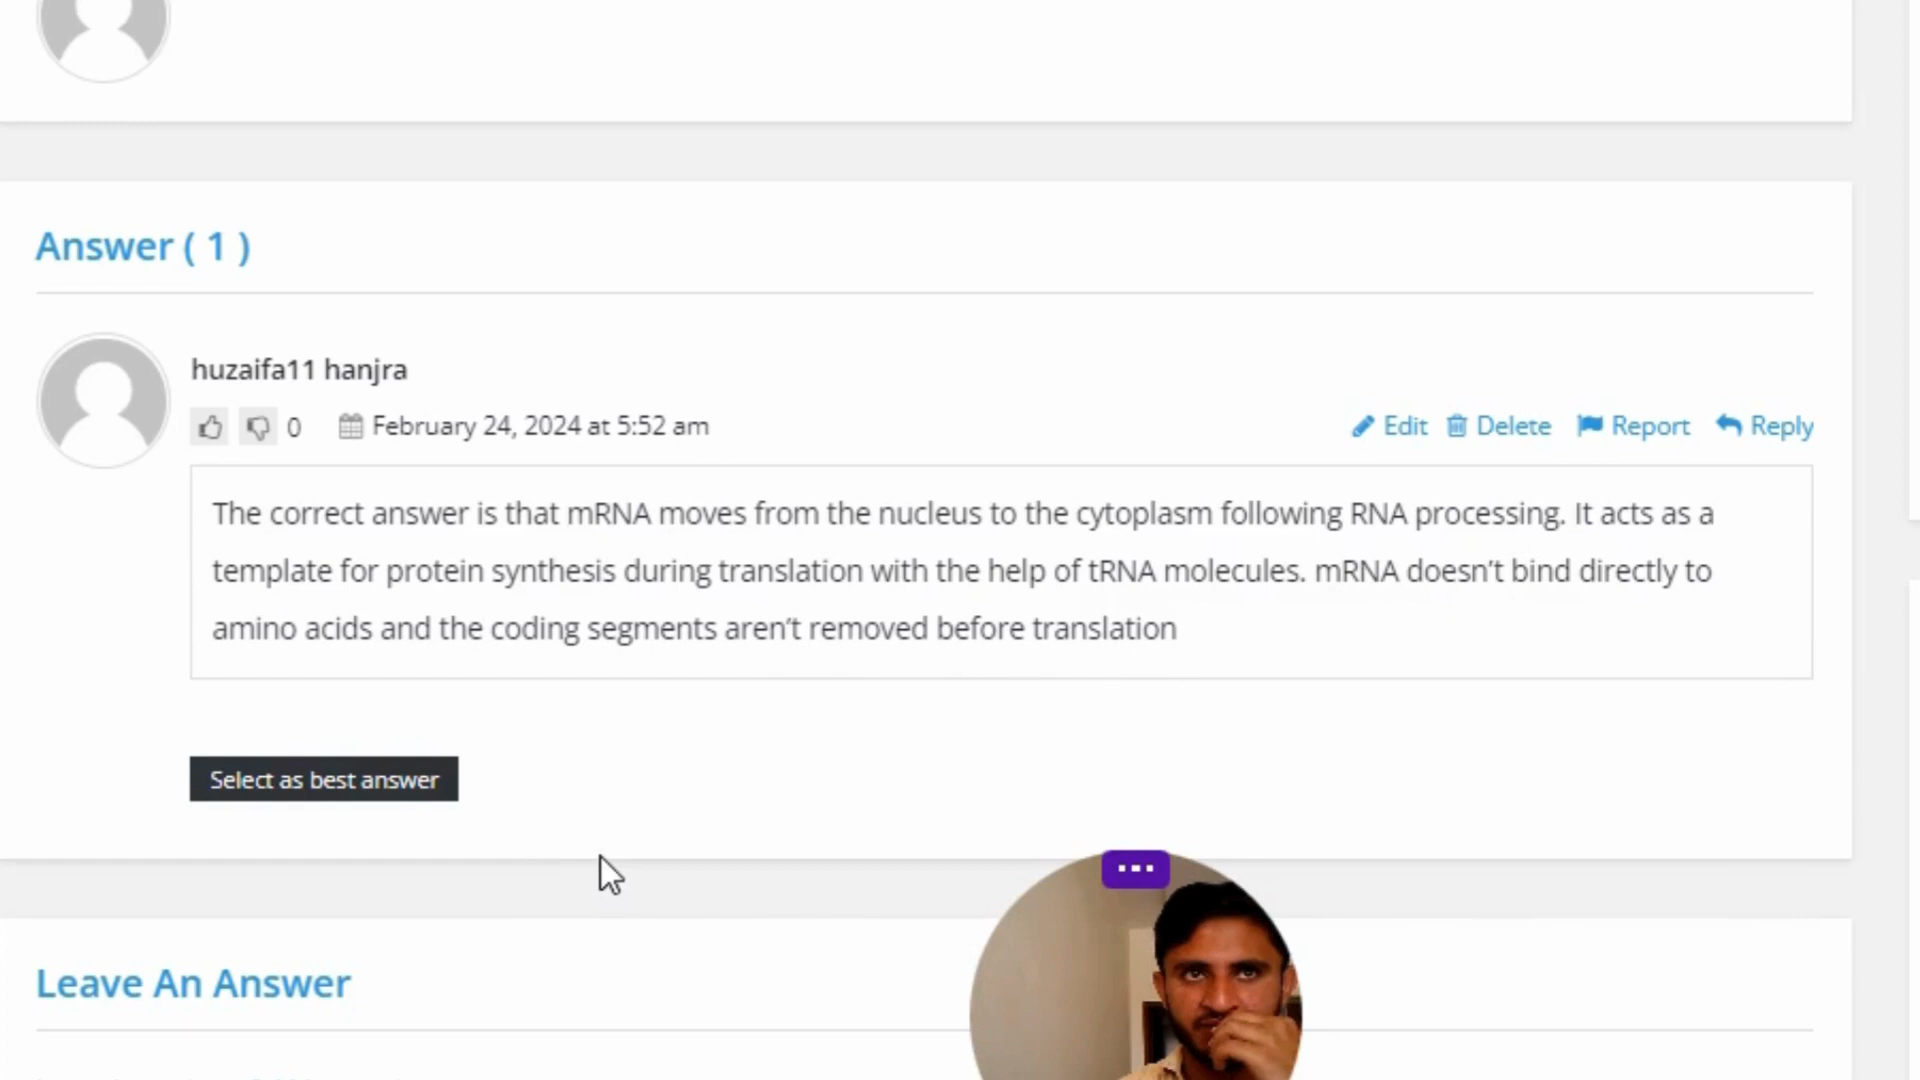 Answer ( 1 )
huzaifa11 hanjra
0 February 24, 2024 at 5:52 am Edit Delete Report Reply
The correct answer is that mRNA moves from the nucleus to the cytoplasm following RNA processing. It acts as a
template for protein synthesis during translation with the help of tRNA molecules. mRNA doesn’t bind directly to
amino acids and the coding segments aren’t removed before translation
Select as best answer
Leave An Answer